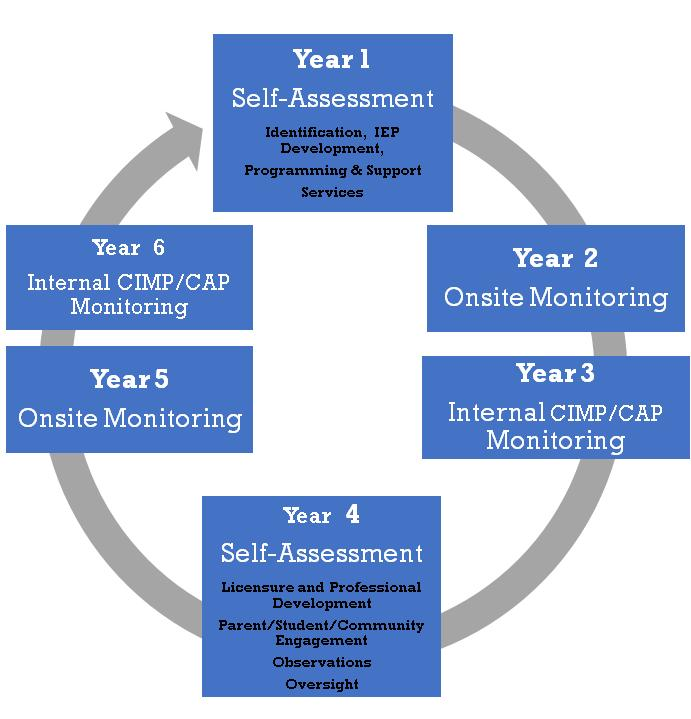 Year 1
Self-Assessment
Identification, IEP
Development,
Programming & Support
Services
Year 2
Onsite Monitoring
Year 3
Internal CIMP/CAP
Monitoring
Year 4
Self-Assessment
Licensure and Professional
Development
Parent/Student/Community
Engagement
Observations
Oversight
Year 5
Onsite Monitoring
Year 6
Internal CIMP/CAP
Monitoring